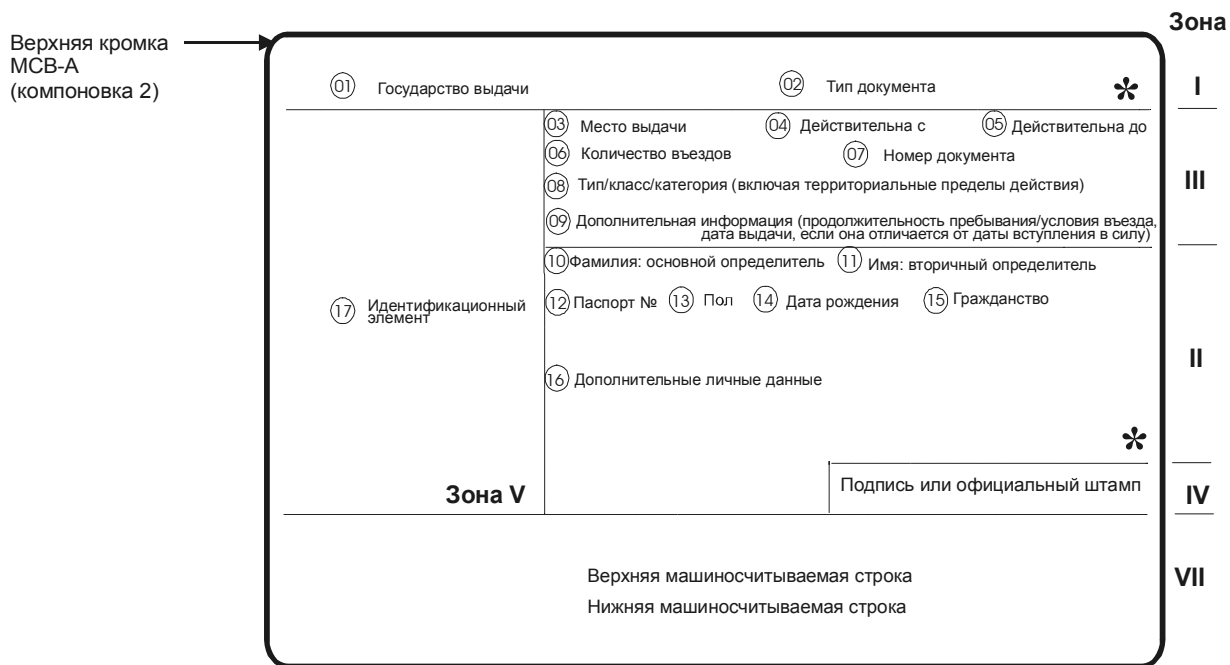 Зона
Верхняя кромка
МСВ-А
(компоновка 2)
01 Государство выдачи 02 Тип документа * I
03 Место выдачи 04 Действительна с 05 Действительна до
06 Количество въездов 07 Номер документа
08 Тип/класс/категория (включая территориальные пределы действия) III
09 Дополнительная информация (продолжительность пребывания/условия въезда,
дата выдачи, если она отличается от даты вступления в силу)
10 Фамилия: основной определитель 11 Имя: вторичный определитель
17 Идентификационный
элемент
12 Паспорт № 13 Пол 14 Дата рождения 15 Гражданство
II
16 Дополнительные личные данные
*
Зона V
Подпись или официальный штамп IV
Верхняя машиносчитываемая строка VII
Нижняя машиносчитываемая строка